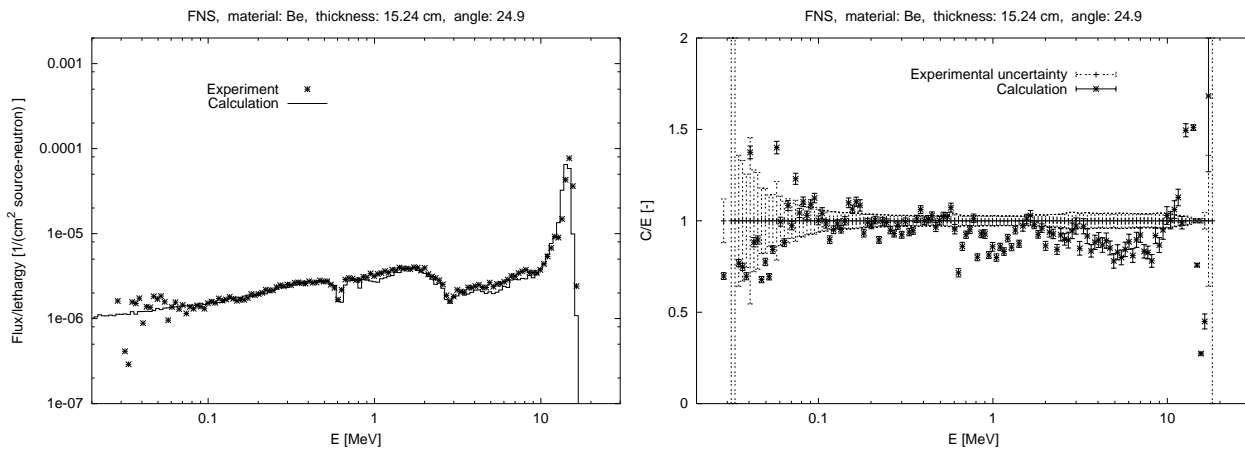 FNS, material: Be, thickness: 15.24 cm, angle: 24.9
Flux/lethargy [1/(cm² source-neutron) ]
0.001
0.0001
1e-05
1e-06
1e-07
Experiment
Calculation
0.1 1 10
E [MeV]
FNS, material: Be, thickness: 15.24 cm, angle: 24.9
C/E [-]
2
1.5
1
0.5
0
Experimental uncertainty
Calculation
0.1 1 10
E [MeV]